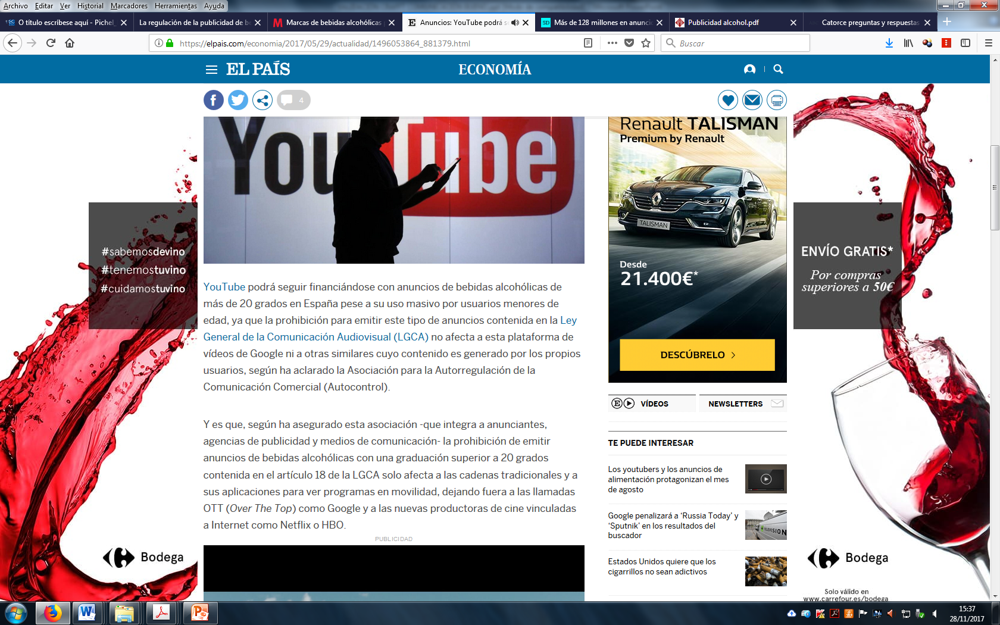 Archivo Editar Ver Historial Marcadores Herramientas Ayuda
O título escríbese aquí - Pichel_
La regulación de la publicidad de be
Marcas de bebidas alcohólicas
Anuncios: YouTube podrá se
Más de 128 millones en anunci
Publicidad alcohol.pdf
Catorce preguntas y respuestas
https://elpais.com/economia/2017/05/29/actualidad/1496053864_881379.html
Buscar
EL PAÍS
ECONOMÍA
4
YouTube
#sabemosdevino
#tenemostuvino
#cuidamostuvino
Bodega
YouTube podrá seguir financiándose con anuncios de bebidas alcohólicas de
más de 20 grados en España pese a su uso masivo por usuarios menores de
edad, ya que la prohibición para emitir este tipo de anuncios contenida en la Ley
General de la Comunicación Audiovisual (LGCA) no afecta a esta plataforma de
vídeos de Google ni a otras similares cuyo contenido es generado por los propios
usuarios, según ha aclarado la Asociación para la Autorregulación de la
Comunicación Comercial (Autocontrol).
Y es que, según ha asegurado esta asociación -que integra a anunciantes,
agencias de publicidad y medios de comunicación- la prohibición de emitir
anuncios de bebidas alcohólicas con una graduación superior a 20 grados
contenida en el artículo 18 de la LGCA solo afecta a las cadenas tradicionales y a
sus aplicaciones para ver programas en movilidad, dejando fuera a las llamadas
OTT (Over The Top) como Google y a las nuevas productoras de cine vinculadas
a Internet como Netflix o HBO.
PUBLICIDAD
Renault TALISMAN
Premium by Renault
TALISMAN
Desde
21.400€*
DESCÚBRELO >
VÍDEOS
NEWSLETTERS
TE PUEDE INTERESAR
Los youtubers y los anuncios de
alimentación protagonizan el mes
de agosto
Google penalizará a ‘Russia Today’ y
‘Sputnik’ en los resultados del
buscador
TELEVISION
Estados Unidos quiere que los
cigarrillos no sean adictivos
ENVÍO GRATIS*
Por compras
superiores a 50€
Bodega
Solo válido en
www.carrefour.es/bodega
15:37
28/11/2017